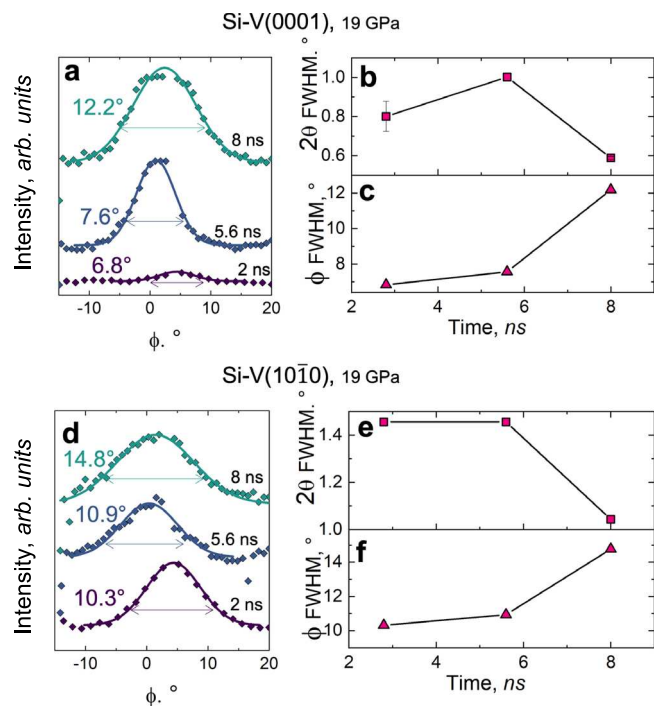 Si-V(0001), 19 GPa
a
Intensity, arb. units
12.2°
8 ns
7.6°
5.6 ns
6.8°
2 ns
-10 0 10 20
ϕ. °
b
2θ FWHM. °
1.0
0.8
0.6
c
ϕ FWHM, °
12
10
8
2 4 6 8
Time, ns
Si-V(101̄0), 19 GPa
d
Intensity, arb. units
14.8°
8 ns
10.9°
5.6 ns
10.3°
2 ns
-10 0 10 20
ϕ. °
e
2θ FWHM. °
1.4
1.2
1.0
f
ϕ FWHM, °
14
12
10
2 4 6 8
Time, ns